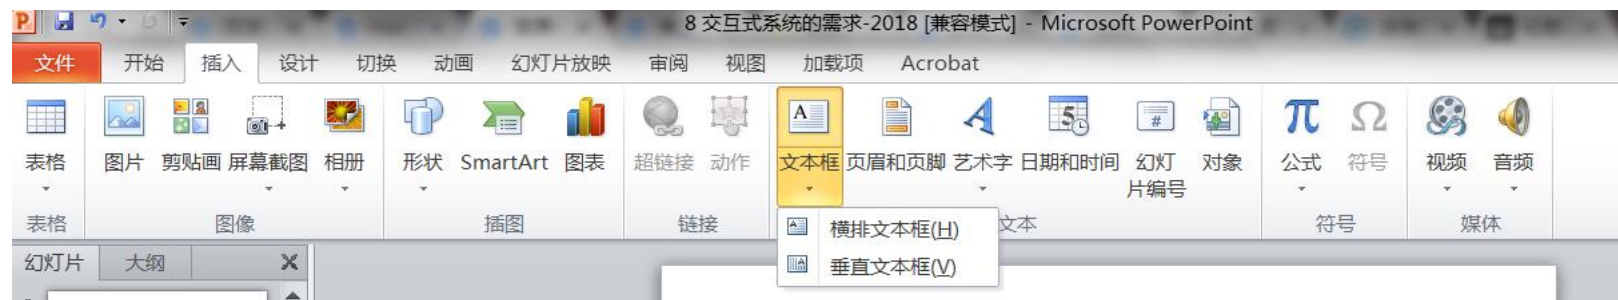 8 交互式系统的需求-2018 [兼容模式] - Microsoft PowerPoint
文件 开始 插入 设计 切换 动画 幻灯片放映 审阅 视图 加载项 Acrobat
表格 图片 剪贴画 屏幕截图 相册 形状 SmartArt 图表 超链接 动作 文本框 页眉和页脚 艺术字 日期和时间 幻灯 对象 公式 符号 视频 音频
片编号
表格 图像 插图 链接 文本 符号 媒体
横排文本框(H)
垂直文本框(V)
幻灯片 大纲